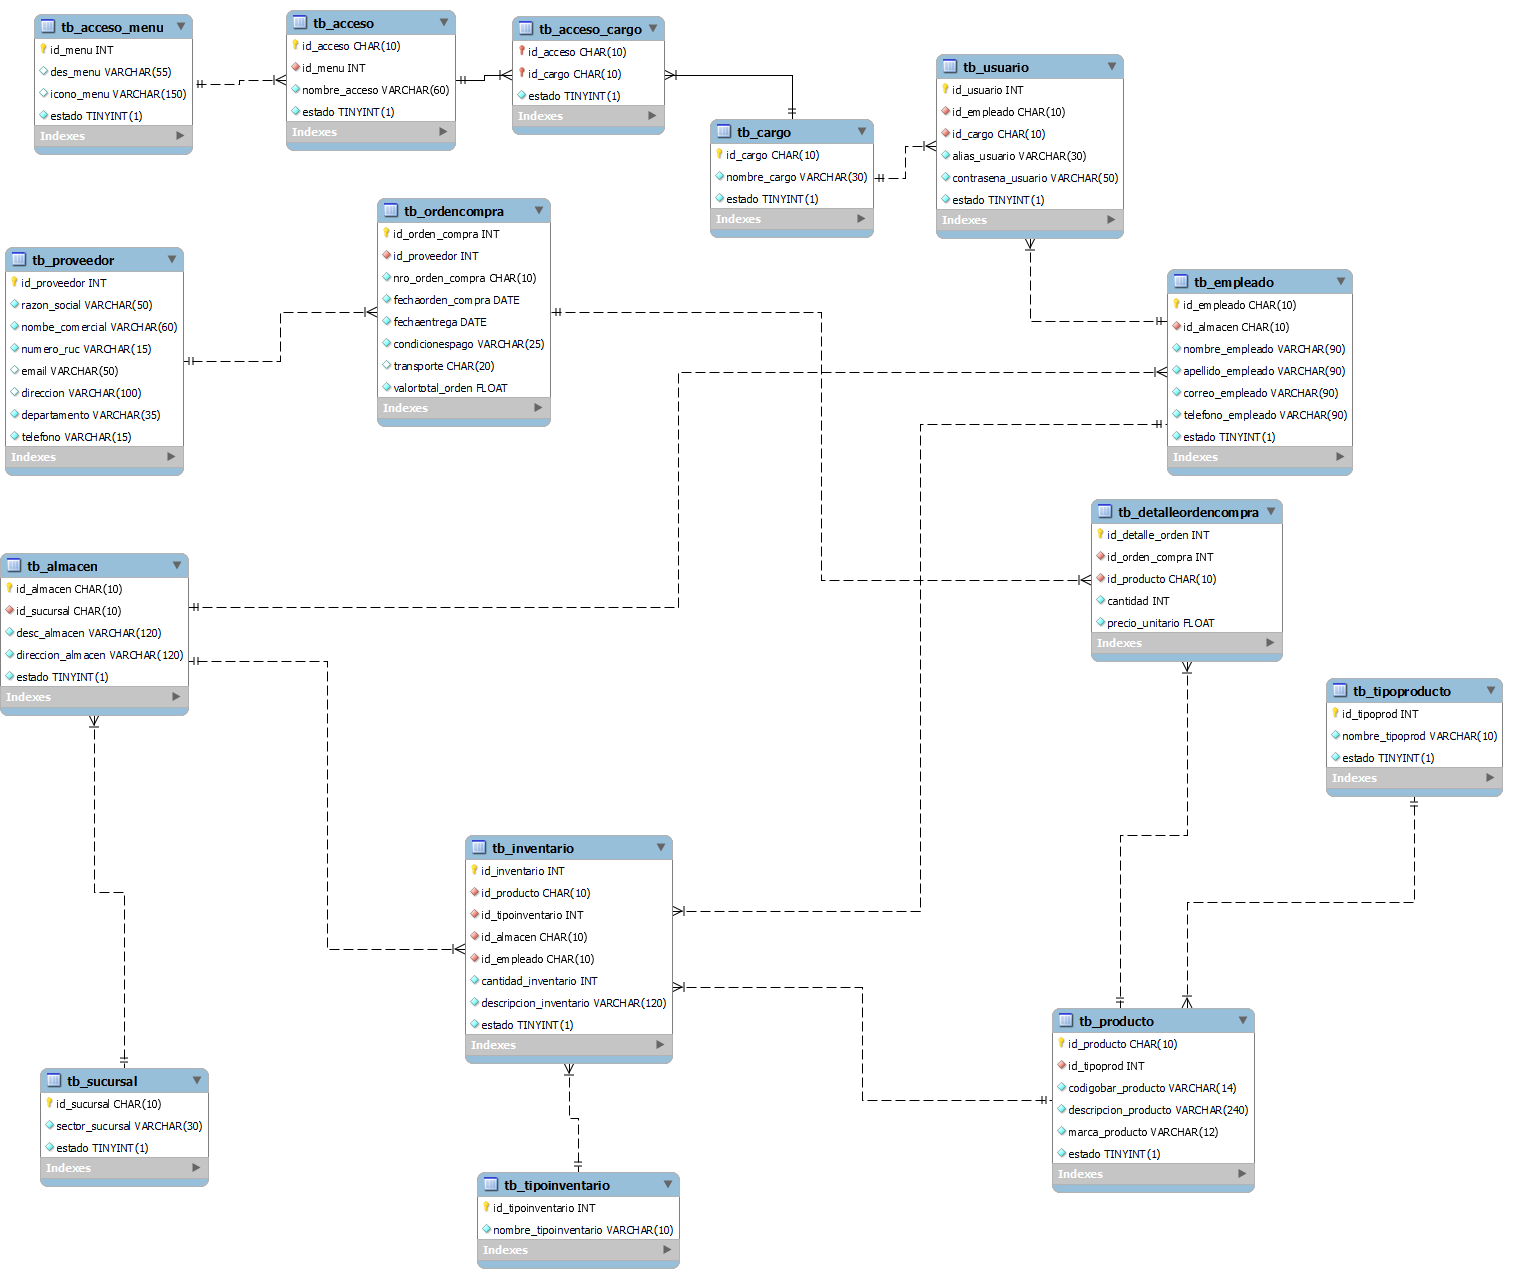 tb_acceso_menu
id_menu INT
des_menu VARCHAR(55)
icono_menu VARCHAR(150)
estado TINYINT(1)
Indexes
tb_acceso
id_acceso CHAR(10)
id_menu INT
nombre_acceso VARCHAR(60)
estado TINYINT(1)
Indexes
tb_acceso_cargo
id_acceso CHAR(10)
id_cargo CHAR(10)
estado TINYINT(1)
Indexes
tb_cargo
id_cargo CHAR(10)
nombre_cargo VARCHAR(30)
estado TINYINT(1)
Indexes
tb_usuario
id_usuario INT
id_empleado CHAR(10)
id_cargo CHAR(10)
alias_usuario VARCHAR(30)
contrasena_usuario VARCHAR(50)
estado TINYINT(1)
Indexes
tb_proveedor
id_proveedor INT
razon_social VARCHAR(50)
nombe_comercial VARCHAR(60)
numero_ruc VARCHAR(15)
email VARCHAR(50)
direccion VARCHAR(100)
departamento VARCHAR(35)
telefono VARCHAR(15)
Indexes
tb_ordencompra
id_orden_compra INT
id_proveedor INT
nro_orden_compra CHAR(10)
fechaorden_compra DATE
fechaentrega DATE
condicionespago VARCHAR(25)
transporte CHAR(20)
valortotal_orden FLOAT
Indexes
tb_empleado
id_empleado CHAR(10)
id_almacen CHAR(10)
nombre_empleado VARCHAR(90)
apellido_empleado VARCHAR(90)
correo_empleado VARCHAR(90)
telefono_empleado VARCHAR(90)
estado TINYINT(1)
Indexes
tb_detalleordencompra
id_detalle_orden INT
id_orden_compra INT
id_producto CHAR(10)
cantidad INT
precio_unitario FLOAT
Indexes
tb_almacen
id_almacen CHAR(10)
id_sucursal CHAR(10)
desc_almacen VARCHAR(120)
direccion_almacen VARCHAR(120)
estado TINYINT(1)
Indexes
tb_tipoproducto
id_tipoprod INT
nombre_tipoprod VARCHAR(10)
estado TINYINT(1)
Indexes
tb_inventario
id_inventario INT
id_producto CHAR(10)
id_tipoinventario INT
id_almacen CHAR(10)
id_empleado CHAR(10)
cantidad_inventario INT
descripcion_inventario VARCHAR(120)
estado TINYINT(1)
Indexes
tb_producto
id_producto CHAR(10)
id_tipoprod INT
codigobar_producto VARCHAR(14)
descripcion_producto VARCHAR(240)
marca_producto VARCHAR(12)
estado TINYINT(1)
Indexes
tb_sucursal
id_sucursal CHAR(10)
sector_sucursal VARCHAR(30)
estado TINYINT(1)
Indexes
tb_tipoinventario
id_tipoinventario INT
nombre_tipoinventario VARCHAR(10)
Indexes